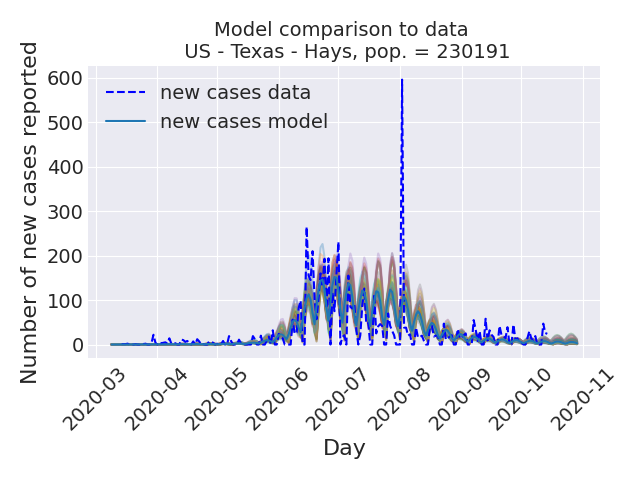 Model comparison to data
US - Texas - Hays, pop. = 230191
Number of new cases reported
600
500
400
300
200
100
0
new cases data
new cases model
2020-03
2020-04
2020-05
2020-06
2020-07
2020-08
2020-09
2020-10
2020-11
Day